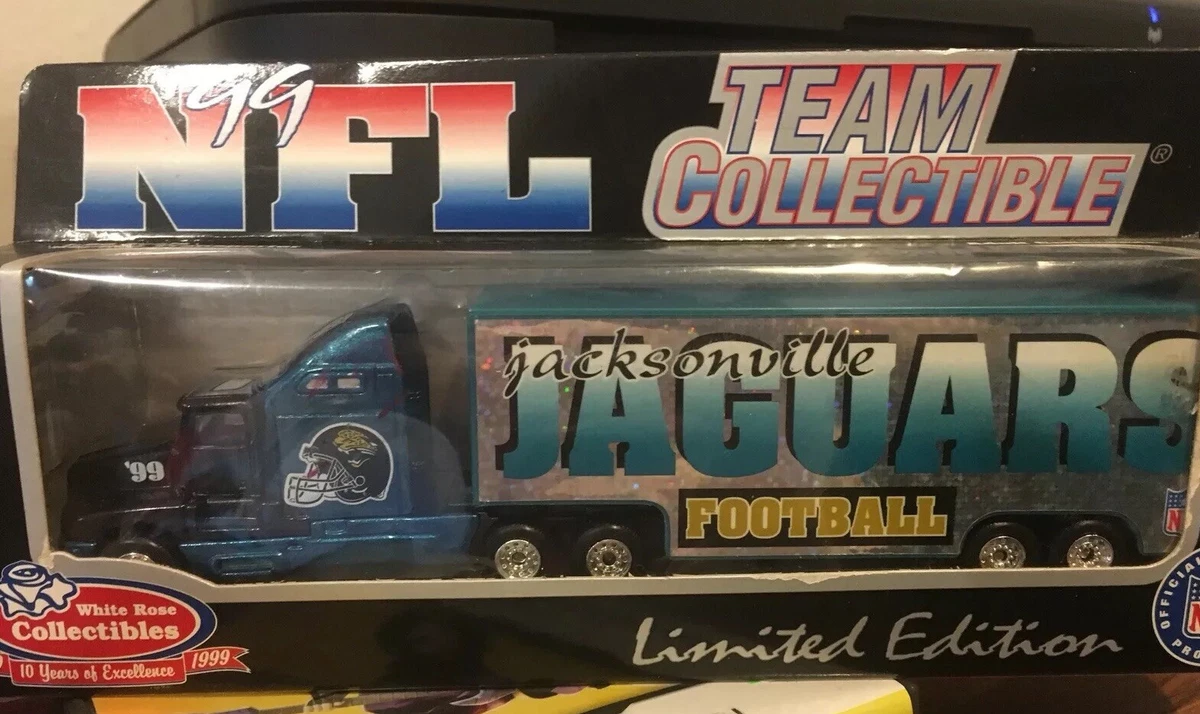 '99
NFL
TEAM
COLLECTIBLE®
jacksonville
JAGUARS
FOOTBALL
'99
White Rose
Collectibles
10 Years of Excellence 1999
Limited Edition